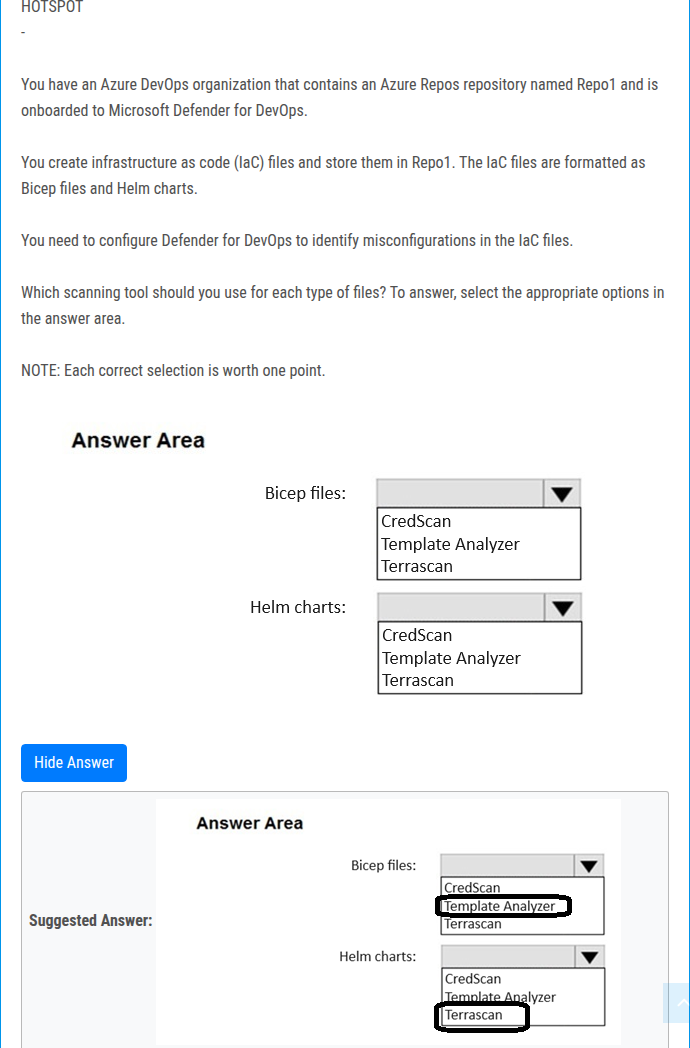 HOTSPOT
-
You have an Azure DevOps organization that contains an Azure Repos repository named Repo1 and is
onboarded to Microsoft Defender for DevOps.
You create infrastructure as code (IaC) files and store them in Repo1. The IaC files are formatted as
Bicep files and Helm charts.
You need to configure Defender for DevOps to identify misconfigurations in the IaC files.
Which scanning tool should you use for each type of files? To answer, select the appropriate options in
the answer area.
NOTE: Each correct selection is worth one point.
Answer Area
Bicep files:
CredScan
Template Analyzer
Terrascan
Helm charts:
CredScan
Template Analyzer
Terrascan
Hide Answer
Suggested Answer:
Answer Area
Bicep files:
CredScan
Template Analyzer
Terrascan
Helm charts:
CredScan
Template Analyzer
Terrascan